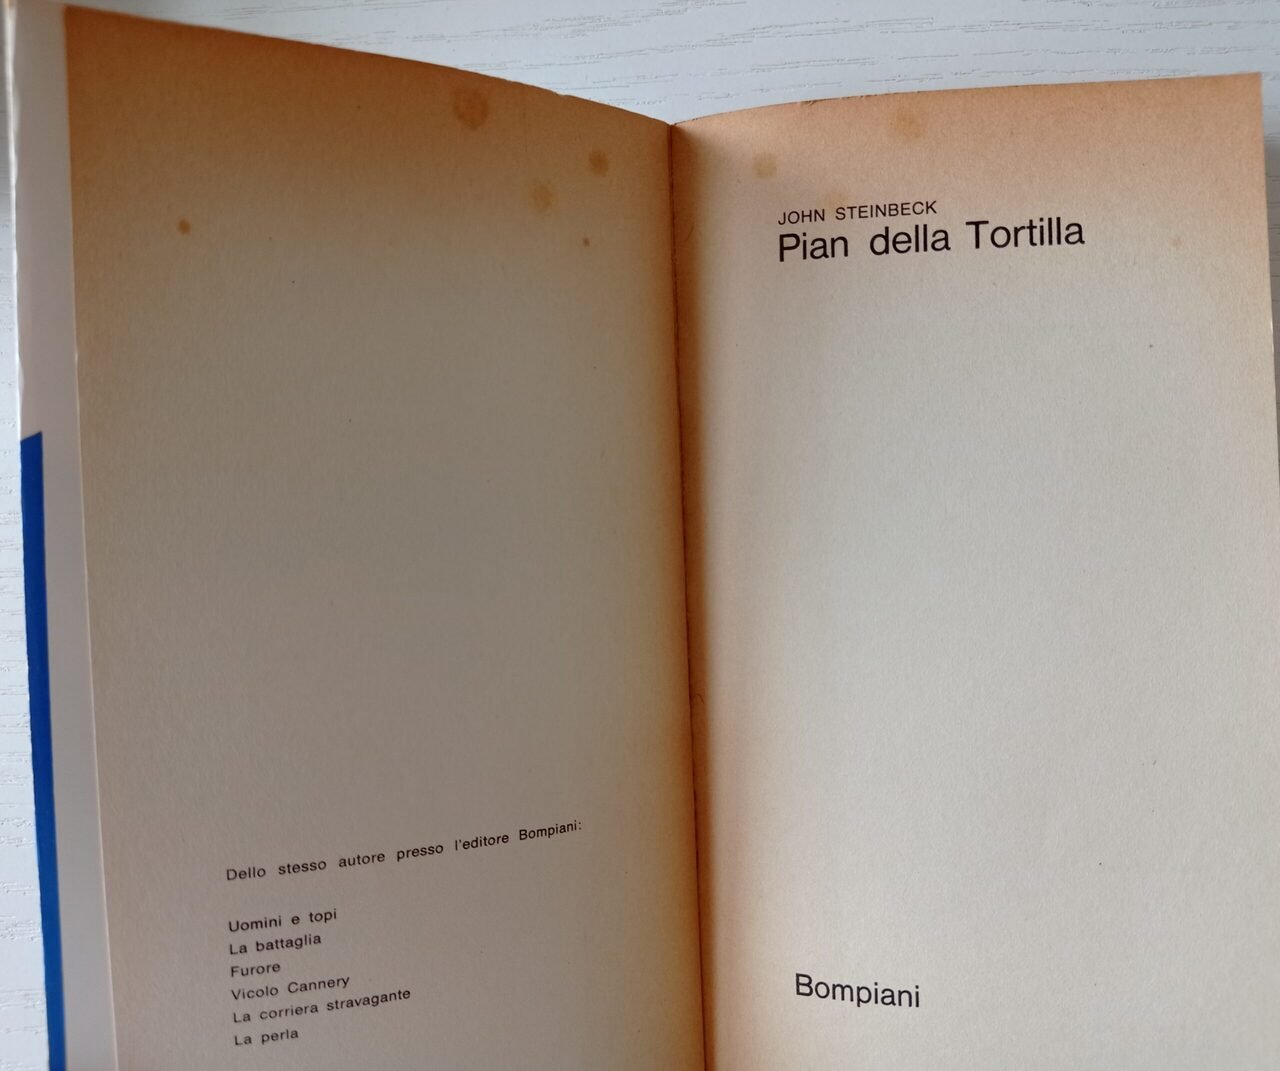 Dello stesso autore presso l'editore Bompiani:
Uomini e topi
La battaglia
Furore
Vicolo Cannery
La corriera stravagante
La perla
JOHN STEINBECK
Pian della Tortilla
Bompiani